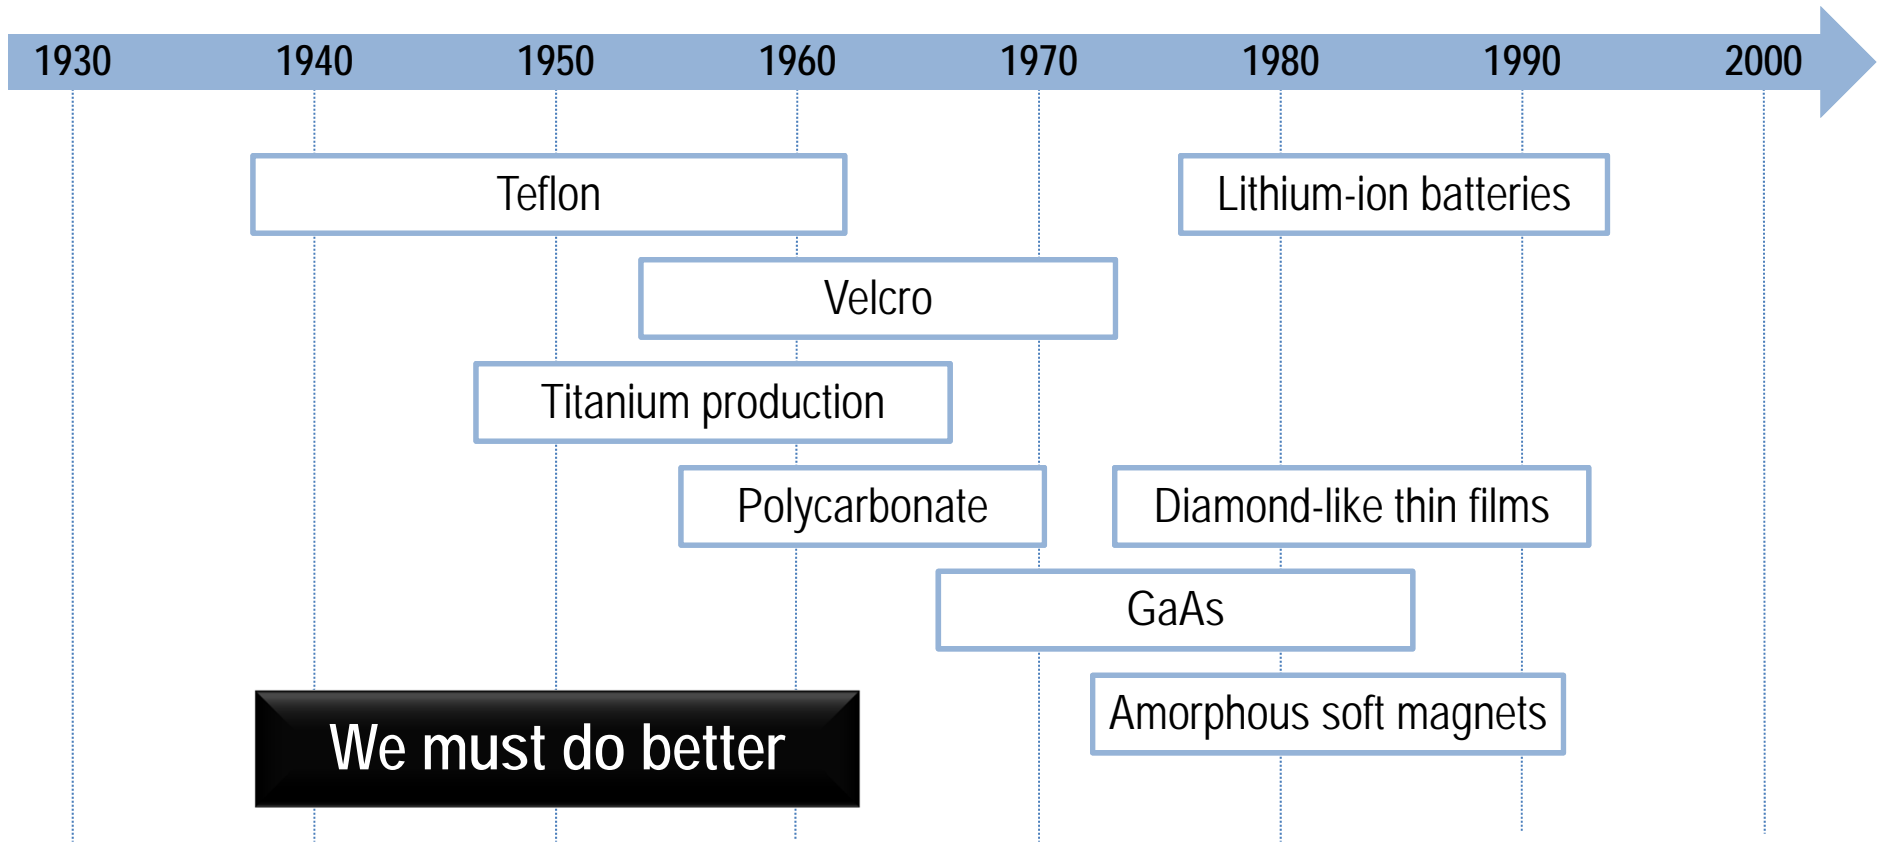 1930 1940 1950 1960 1970 1980 1990 2000
Teflon Lithium-ion batteries
Velcro
Titanium production
Polycarbonate Diamond-like thin films
GaAs
Amorphous soft magnets
We must do better